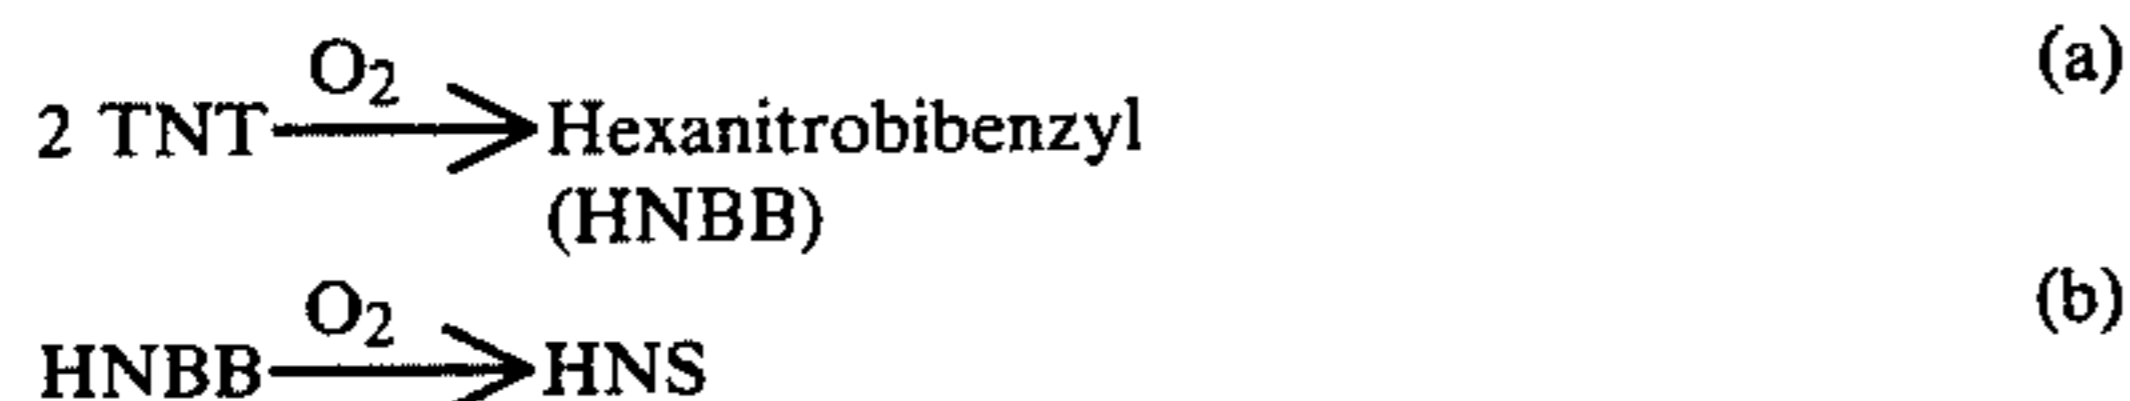 O2 (a)
2 TNT Hexanitrobibenzyl
(HNBB)
O2 (b)
HNBB HNS